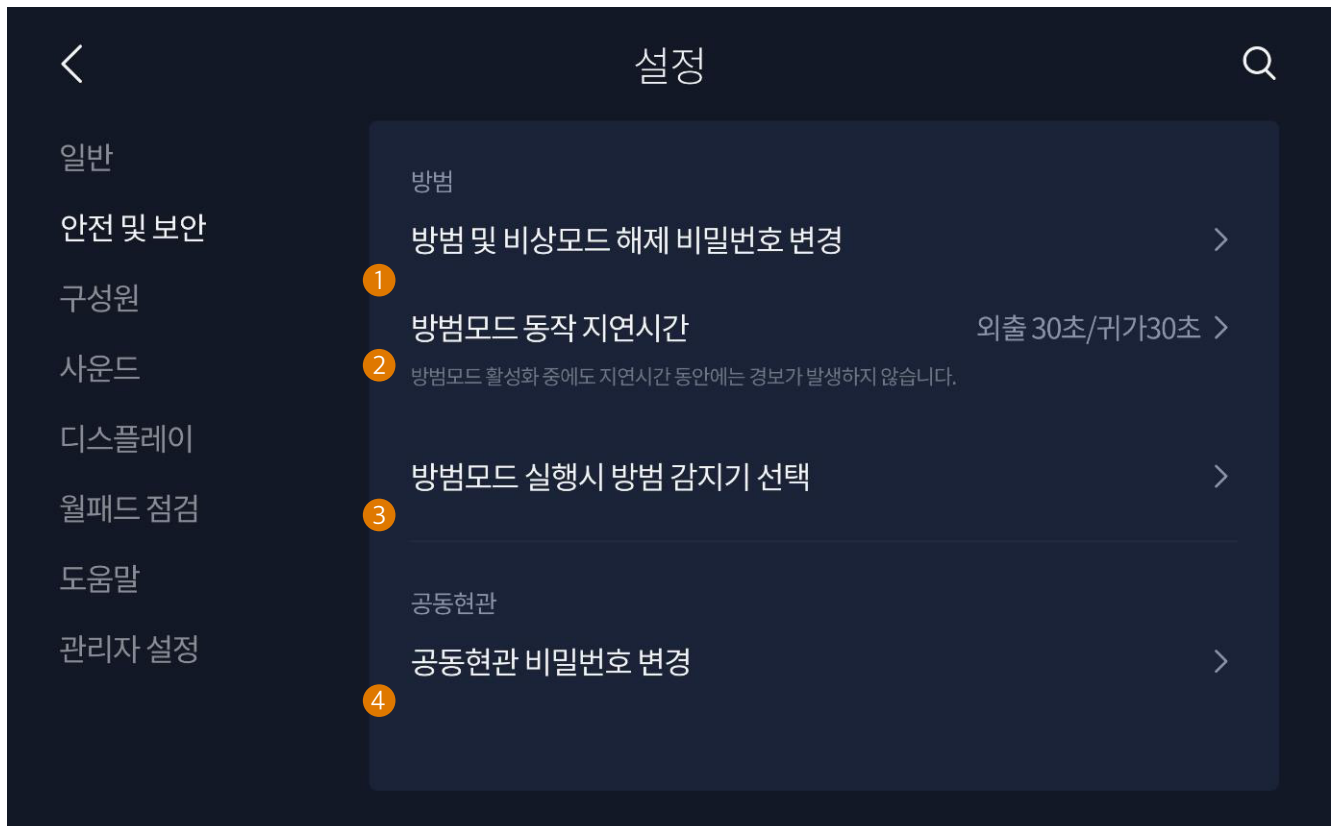 설정
일반
안전 및 보안
구성원
사운드
디스플레이
월패드 점검
도움말
관리자 설정
방범
방범 및 비상모드 해제 비밀번호 변경
1
방범모드 동작 지연시간 외출 30초/귀가30초
2 방범모드 활성화 중에도 지연시간 동안에는 경보가 발생하지 않습니다.
방범모드 실행시 방범 감지기 선택
3
공동현관
공동현관 비밀번호 변경
4